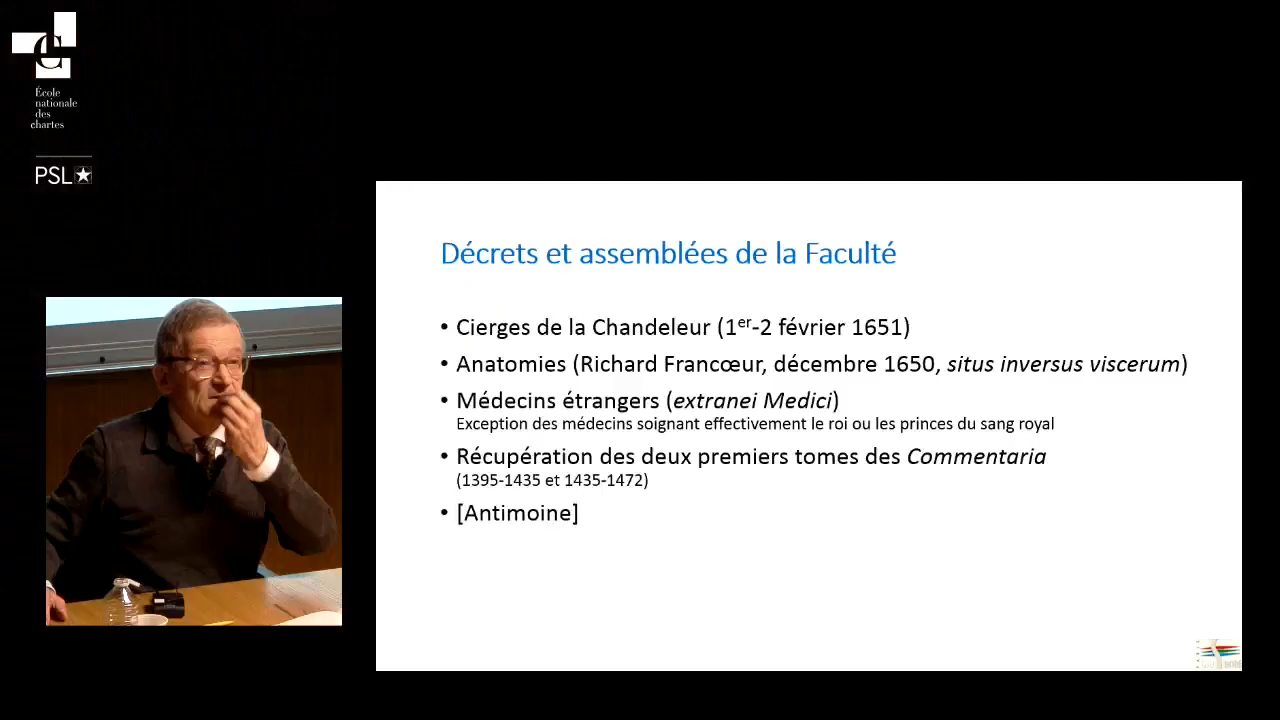 C
École
nationale
des
chartes
PSL
Décrets et assemblées de la Faculté
• Cierges de la Chandeleur (1er-2 février 1651)
• Anatomies (Richard Francœur, décembre 1650, situs inversus viscerum)
• Médecins étrangers (extranei Medici)
Exception des médecins soignant effectivement le roi ou les princes du sang royal
• Récupération des deux premiers tomes des Commentaria
(1395-1435 et 1435-1472)
• [Antimoine]